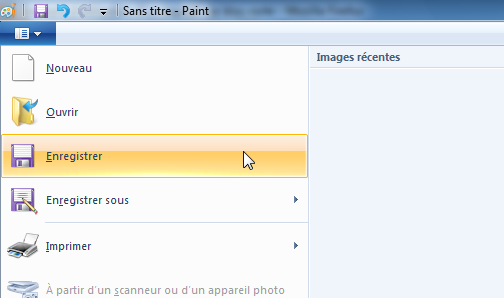 Sans titre - Paint
Images récentes
Nouveau
Ouvrir
Enregistrer
Enregistrer sous
Imprimer
À partir d'un scanneur ou d'un appareil photo